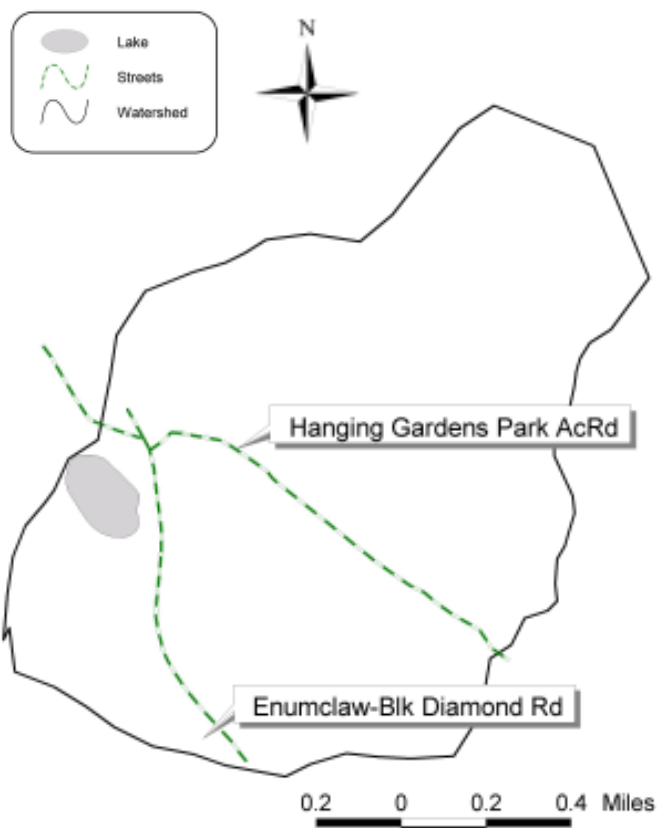 Lake
Streets
Watershed
N
Hanging Gardens Park AcRd
Enumclaw-Blk Diamond Rd
0.2 0 0.2 0.4 Miles